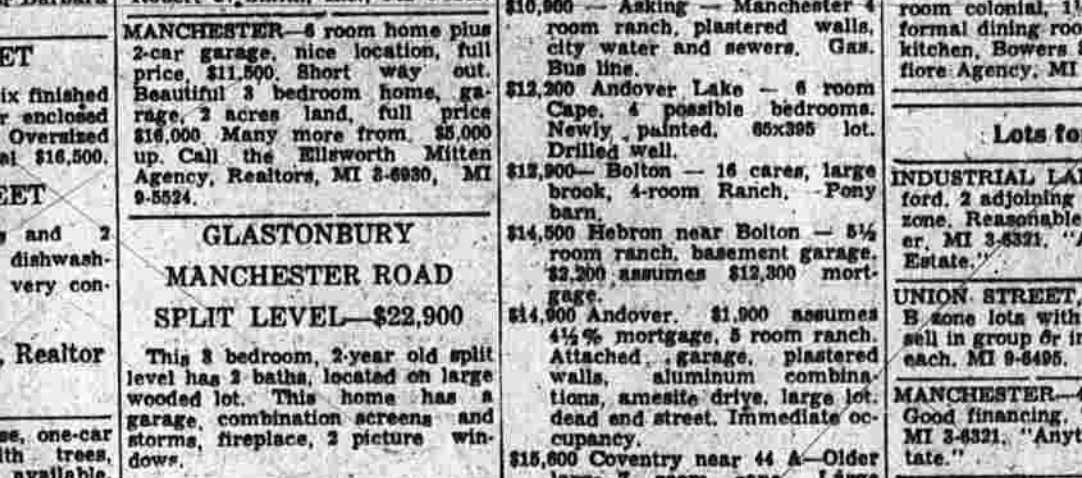 ET
ix finished
r enclosed
Oversized
at $16,500.
EET
s and 2
dishwash-
very con-
, Realtor
se, one-car
ith trees,
available.
MANCHESTER—6 room home plus
2-car garage, nice location, full
price, $11,500. Short way out.
Beautiful 3 bedroom home, ga-
rage, 2 acres land, full price
$16,000. Many more from $5,000
up. Call the Ellsworth Mitten
Agency, Realtors, MI 3-6930, MI
9-5524.
GLASTONBURY
MANCHESTER ROAD
SPLIT LEVEL—$22,900
This 3 bedroom, 2-year old split
level has 2 baths, located on large
wooded lot. This home has a
garage, combination screens and
storms, fireplace, 2 picture win-
dows.
$10,900 — Asking — Manchester 4
room ranch, plastered walls,
city water and sewers, Gas.
Bus line.
$12,200 Andover Lake — 6 room
Cape, 4 possible bedrooms.
Newly painted. 65x395 lot.
Drilled well.
$12,900— Bolton — 16 cares, large
brook, 4-room Ranch, Pony
barn.
$14,500 Hebron near Bolton — 5½
room ranch, basement garage.
$2,200 assumes $12,300 mort-
gage.
$14,900 Andover. $1,900 assumes
4½% mortgage, 5 room ranch.
Attached garage, plastered
walls, aluminum combina-
tions, amesite drive, large lot.
dead end street. Immediate oc-
cupancy.
$15,600 Coventry near 44 A—Older
room colonial, 1½
formal dining roo
kitchen, Bowers
fiore Agency, MI
Lots fo
INDUSTRIAL LA
ford. 2 adjoining
zone. Reasonable
er, MI 3-6321. "A
Estate."
UNION STREET,
B zone lots with
sell in group or i
each. MI 9-6495.
MANCHESTER—
Good financing,
MI 3-6321. "Anyt
tate."